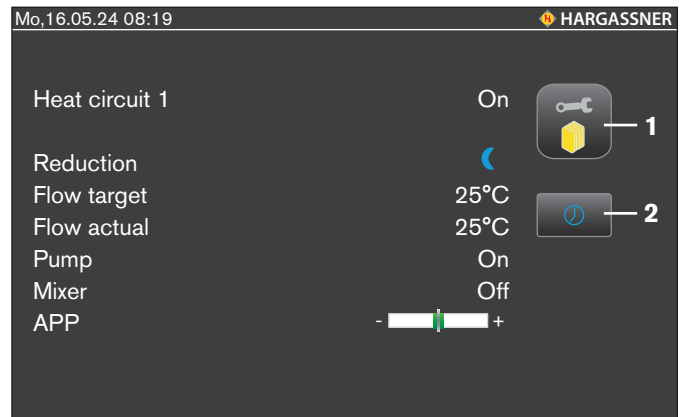 Mo,16.05.24 08:19 HARGASSNER
Heat circuit 1 On
1
Reduction
Flow target 25°C
2
Flow actual 25°C
Pump On
Mixer Off
APP - +